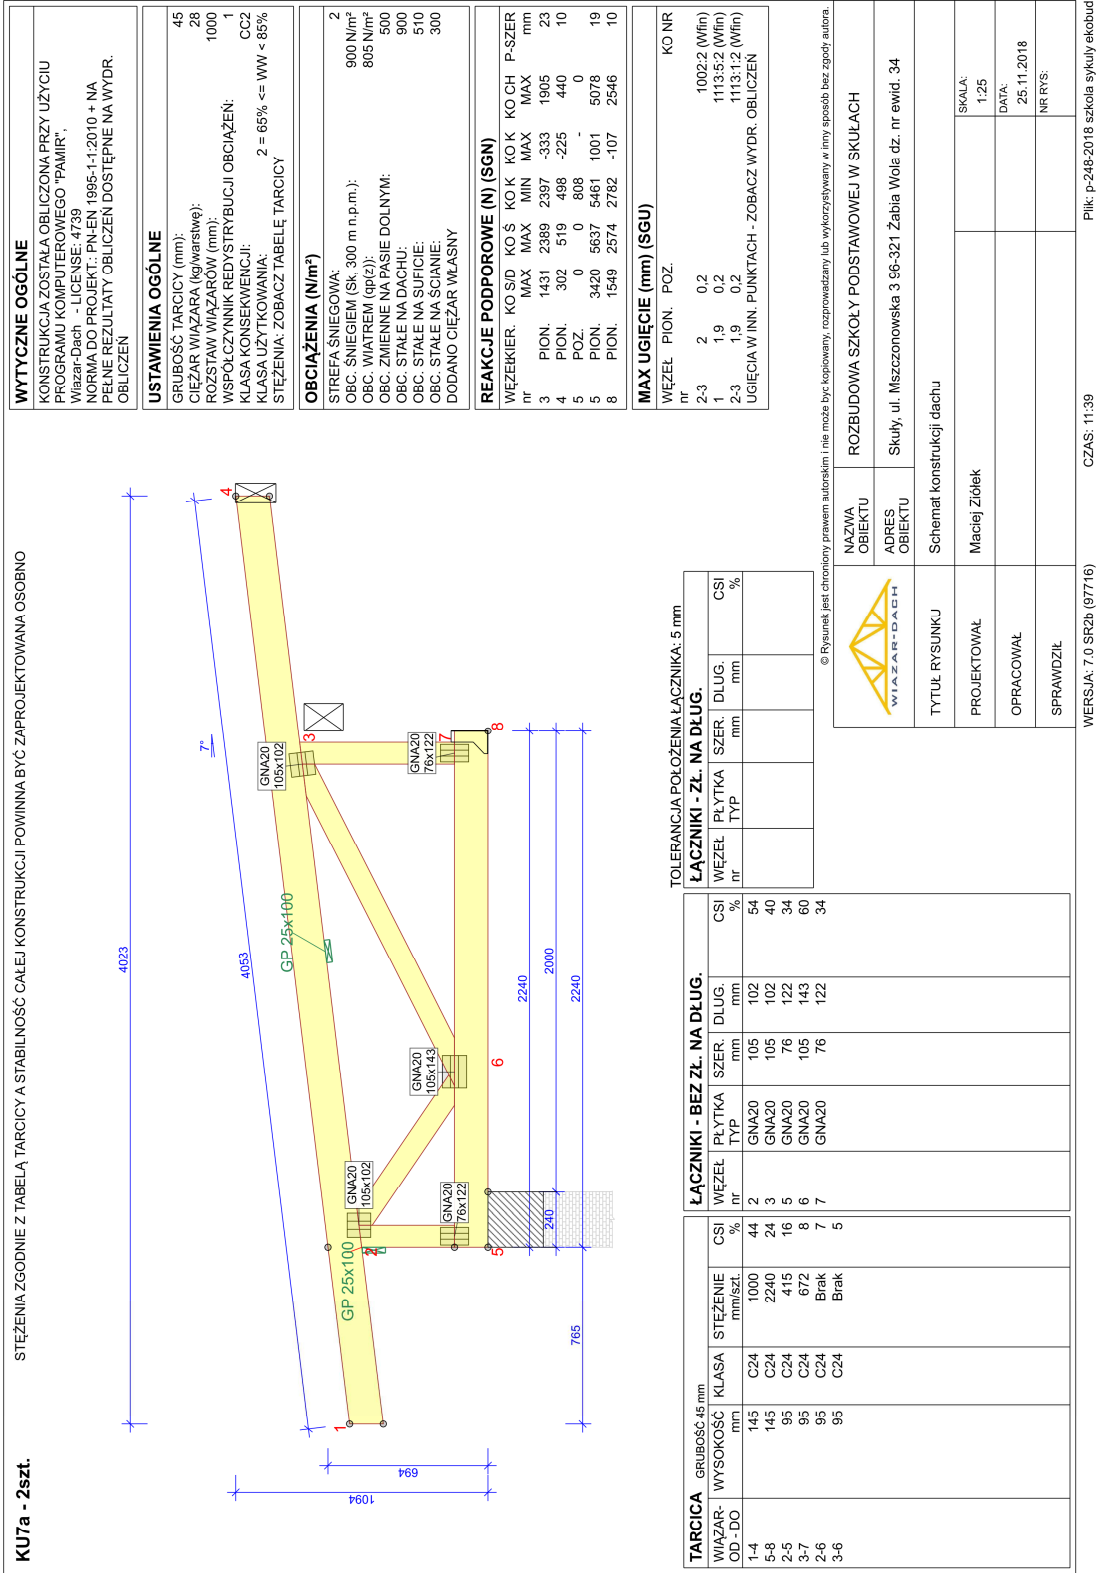 KU7a - 2szt.
STĘŻENIA ZGODNIE Z TABELĄ TARCICY A STABILNOŚĆ CAŁEJ KONSTRUKCJI POWINNA BYĆ ZAPROJEKTOWANA OSOBNO
4023
4053
7°
1094
694
1
2
3
4
5
6
7
8
GP 25x100
GP 25x100
GNA20
105x102
GNA20
105x102
GNA20
76x122
GNA20
105x143
GNA20
76x122
2240
2000
240
2240
765
WYTYCZNE OGÓLNE
KONSTRUKCJA ZOSTAŁA OBLICZONA PRZY UŻYCIU
PROGRAMU KOMPUTEROWEGO "PAMIR",
Wiazar-Dach - LICENSE: 4739
NORMA DO PROJEKT.: PN-EN 1995-1-1:2010 + NA
PEŁNE REZULTATY OBLICZEŃ DOSTĘPNE NA WYDR.
OBLICZEŃ
USTAWIENIA OGÓLNE
GRUBOŚĆ TARCICY (mm): 45
CIĘŻAR WIĄZARA (kg/warstwę): 28
ROZSTAW WIĄZARÓW (mm): 1000
WSPÓŁCZYNNIK REDYSTRYBUCJI OBCIĄŻEŃ: 1
KLASA KONSEKWENCJI: CC2
KLASA UŻYTKOWANIA: 2 = 65% <= WW < 85%
STĘŻENIA: ZOBACZ TABELĘ TARCICY
OBCIĄŻENIA (N/m²)
STREFA ŚNIEGOWA: 2
OBC. ŚNIEGIEM (Sk, 300 m n.p.m.): 900 N/m²
OBC. WIATREM (qp(z)): 805 N/m²
OBC. ZMIENNE NA PASIE DOLNYM: 500
OBC. STAŁE NA DACHU: 900
OBC. STAŁE NA SUFICIE: 510
OBC. STAŁE NA ŚCIANIE: 300
DODANO CIĘŻAR WŁASNY
REAKCJE PODPOROWE (N) (SGN)
WĘZEŁ KIER. KO S/D KO Ś KO K KO K KO CH P-SZER
nr MAX MAX MIN MAX MAX mm
3 PION. 1431 2389 2397 -333 1905 23
4 PION. 302 519 498 -225 440 10
5 POZ. 0 0 808 - 0
5 PION. 3420 5637 5461 1001 5078 19
8 PION. 1549 2574 2782 -107 2546 10
MAX UGIĘCIE (mm) (SGU)
WĘZEŁ PION. POZ. KO NR
nr
2-3 2 0,2 1002:2 (Wfin)
1 1,9 0,2 1113:5:2 (Wfin)
2-3 1,9 0,2 1113:1:2 (Wfin)
UGIĘCIA W INN. PUNKTACH - ZOBACZ WYDR. OBLICZEŃ
TARCICA GRUBOŚĆ 45 mm
WIĄZAR- WYSOKOŚĆ KLASA STĘŻENIE CSI
OD - DO mm mm/szt. %
1-4 145 C24 1000 44
5-8 145 C24 2240 24
2-5 95 C24 415 16
3-7 95 C24 672 8
2-6 95 C24 Brak 7
3-6 95 C24 Brak 5
ŁĄCZNIKI - BEZ ZŁ. NA DŁUG.
WĘZEŁ PŁYTKA SZER. DLUG. CSI
nr TYP mm mm %
2 GNA20 105 102 54
3 GNA20 105 102 40
5 GNA20 76 122 34
6 GNA20 105 143 60
7 GNA20 76 122 34
TOLERANCJA POŁOŻENIA ŁĄCZNIKA: 5 mm
ŁĄCZNIKI - ZŁ. NA DŁUG.
WĘZEŁ PŁYTKA SZER. DLUG. CSI
nr TYP mm mm %
© Rysunek jest chroniony prawem autorskim i nie może być kopiowany, rozprowadzany lub wykorzystywany w inny sposób bez zgody autora.
WIAZAR-DACH
NAZWA OBIEKTU
ROZBUDOWA SZKOŁY PODSTAWOWEJ W SKUŁACH
ADRES OBIEKTU
Skuły, ul. Mszczonowska 3 96-321 Żabia Wola dz. nr ewid. 34
TYTUŁ RYSUNKU
Schemat konstrukcji dachu
PROJEKTOWAŁ
Maciej Ziółek
SKALA:
1:25
OPRACOWAŁ
DATA:
25.11.2018
SPRAWDZIŁ
NR RYS:
WERSJA: 7.0 SR2b (97716)
CZAS: 11:39
Plik: p-248-2018 szkola sykuly ekobud